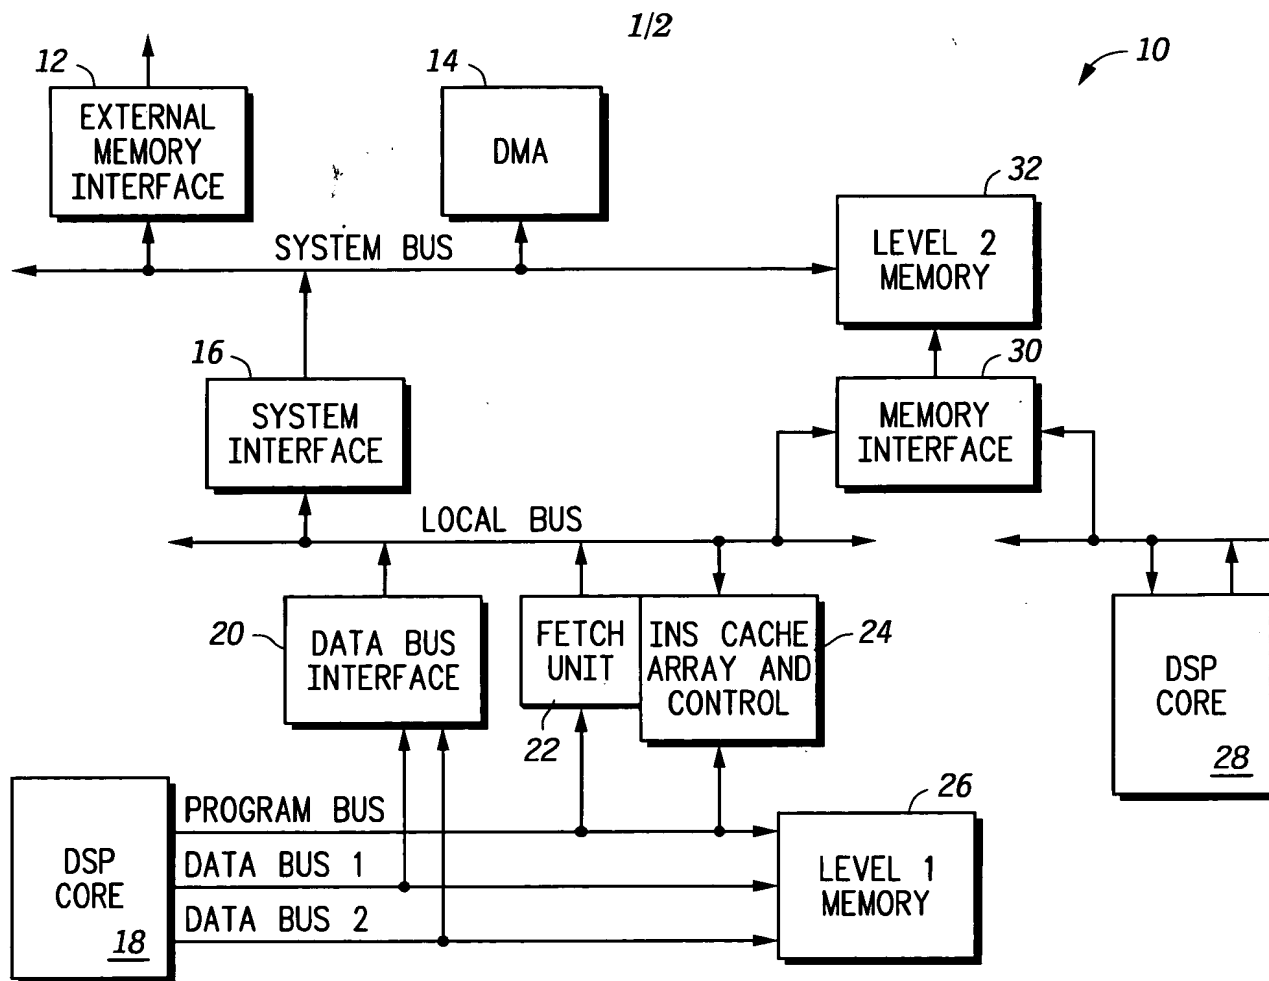 1/2
10
12
EXTERNAL
MEMORY
INTERFACE
14
DMA
32
LEVEL 2
MEMORY
SYSTEM BUS
16
SYSTEM
INTERFACE
30
MEMORY
INTERFACE
LOCAL BUS
20
DATA BUS
INTERFACE
FETCH
UNIT
22
INS CACHE
ARRAY AND
CONTROL
24
DSP
CORE
28
DSP
CORE
18
PROGRAM BUS
DATA BUS 1
DATA BUS 2
26
LEVEL 1
MEMORY